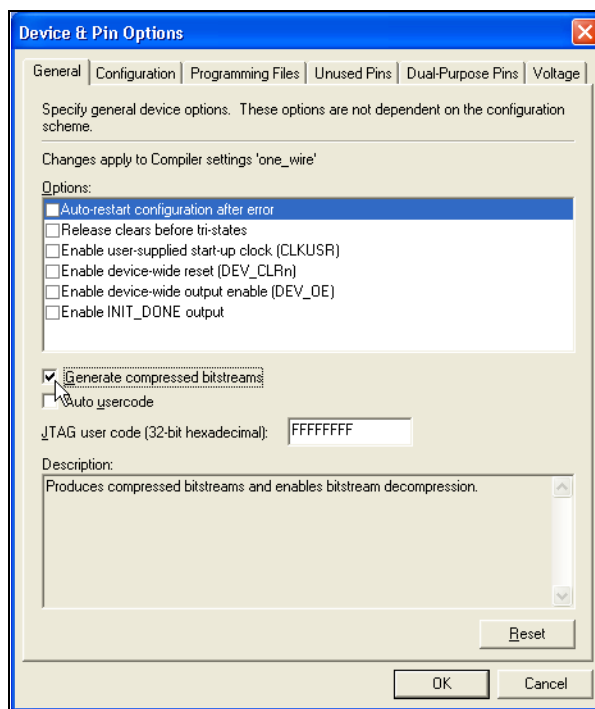 Device & Pin Options
General Configuration Programming Files Unused Pins Dual-Purpose Pins Voltage
Specify general device options. These options are not dependent on the configuration
scheme.
Changes apply to Compiler settings 'one_wire'
Options:
Auto-restart configuration after error
Release clears before tri-states
Enable user-supplied start-up clock (CLKUSR)
Enable device-wide reset (DEV_CLRn)
Enable device-wide output enable (DEV_OE)
Enable INIT_DONE output
Generate compressed bitstreams
Auto usercode
JTAG user code (32-bit hexadecimal): FFFFFFFF
Description:
Produces compressed bitstreams and enables bitstream decompression.
Reset
OK Cancel